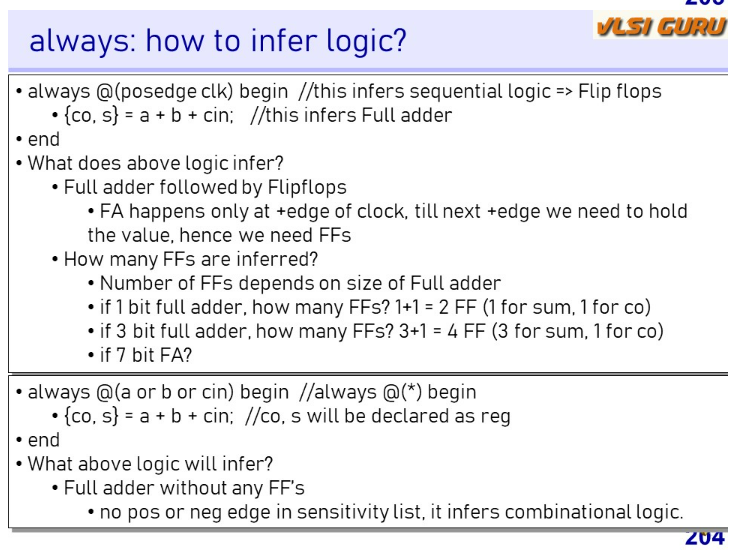 always: how to infer logic?
VLSI GURU
• always @(posedge clk) begin //this infers sequential logic => Flip flops
• {co, s} = a + b + cin; //this infers Full adder
• end
• What does above logic infer?
• Full adder followed by Flipflops
• FA happens only at +edge of clock, till next +edge we need to hold
the value, hence we need FFs
• How many FFs are inferred?
• Number of FFs depends on size of Full adder
• if 1 bit full adder, how many FFs? 1+1 = 2 FF (1 for sum, 1 for co)
• if 3 bit full adder, how many FFs? 3+1 = 4 FF (3 for sum, 1 for co)
• if 7 bit FA?
• always @(a or b or cin) begin //always @(*) begin
• {co, s} = a + b + cin; //co, s will be declared as reg
• end
• What above logic will infer?
• Full adder without any FF's
• no pos or neg edge in sensitivity list, it infers combinational logic.
204